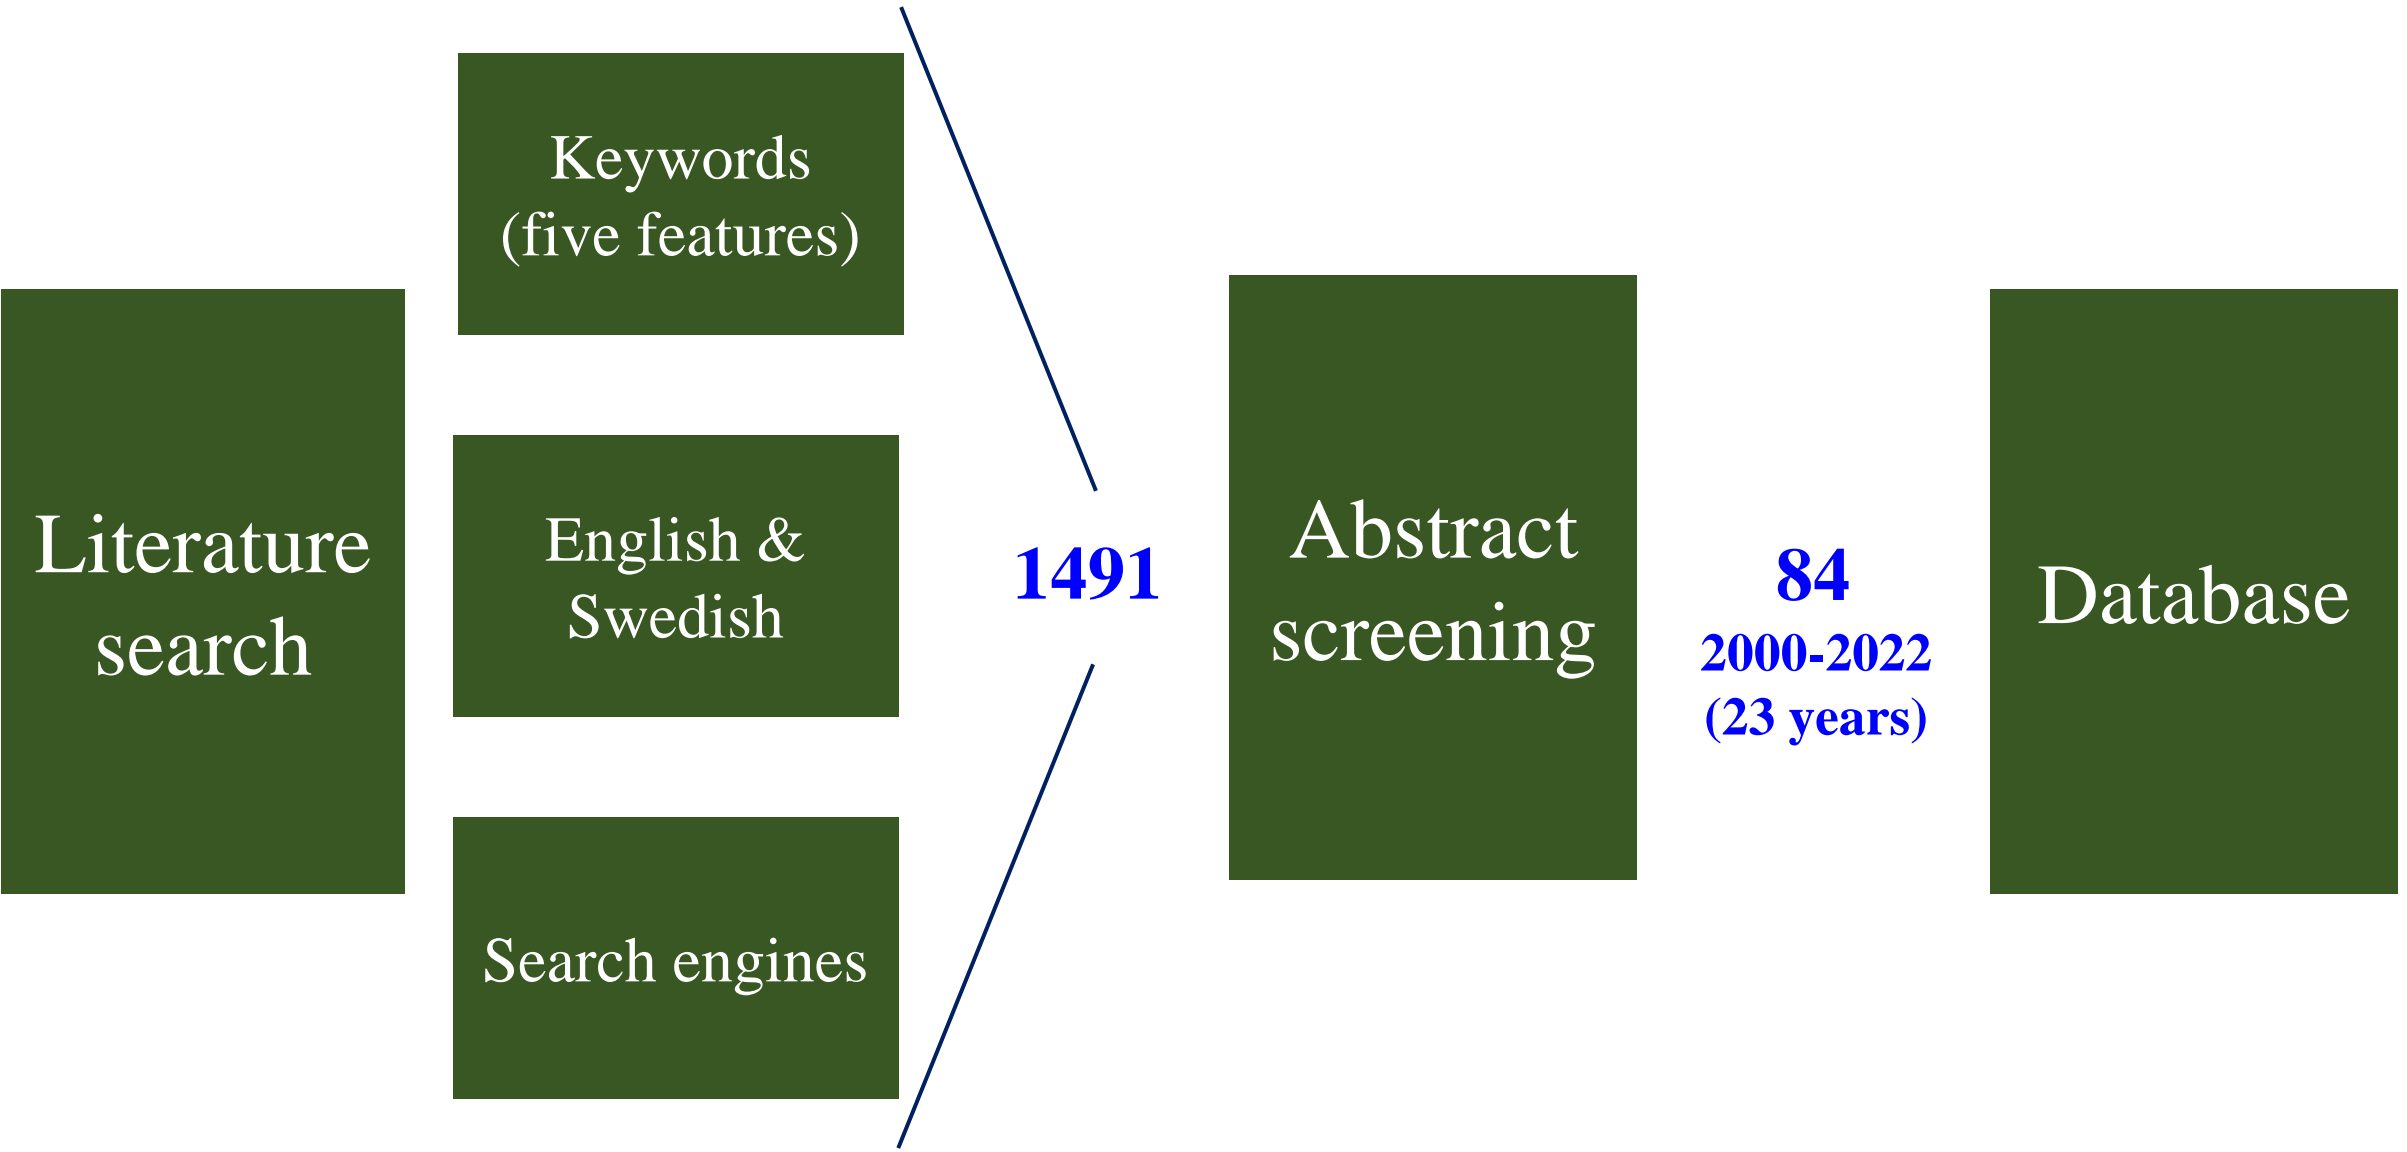 Literature
search
Keywords
(five features)
English &
Swedish
Search engines
1491
Abstract
screening
84
2000-2022
(23 years)
Database